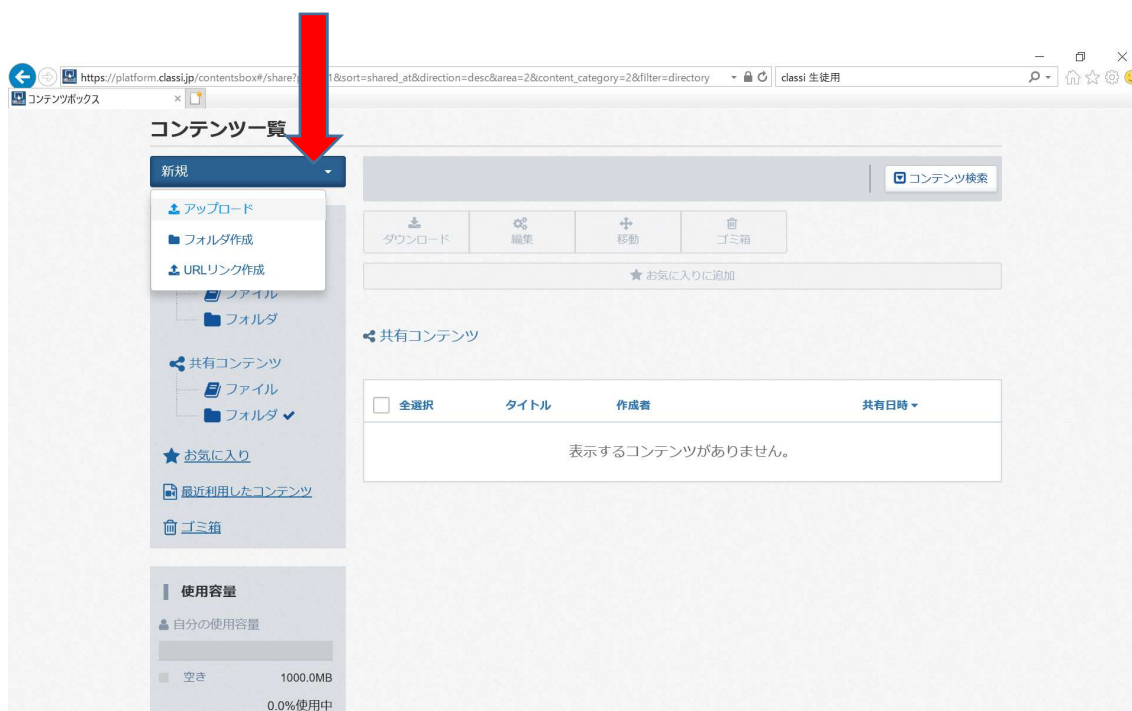 https://platform.classi.jp/contentsbox#/share?
1&sort=shared_at&direction=desc&area=2&content_category=2&filter=directory
classi 生徒用
コンテンツボックス
コンテンツ一覧
新規
コンテンツ検索
アップロード
フォルダ作成
URLリンク作成
ダウンロード
編集
移動
ゴミ箱
お気に入りに追加
ファイル
フォルダ
共有コンテンツ
共有コンテンツ
ファイル
フォルダ
全選択 タイトル 作成者 共有日時
表示するコンテンツがありません。
お気に入り
最近利用したコンテンツ
ゴミ箱
使用容量
自分の使用容量
空き 1000.0MB
0.0%使用中